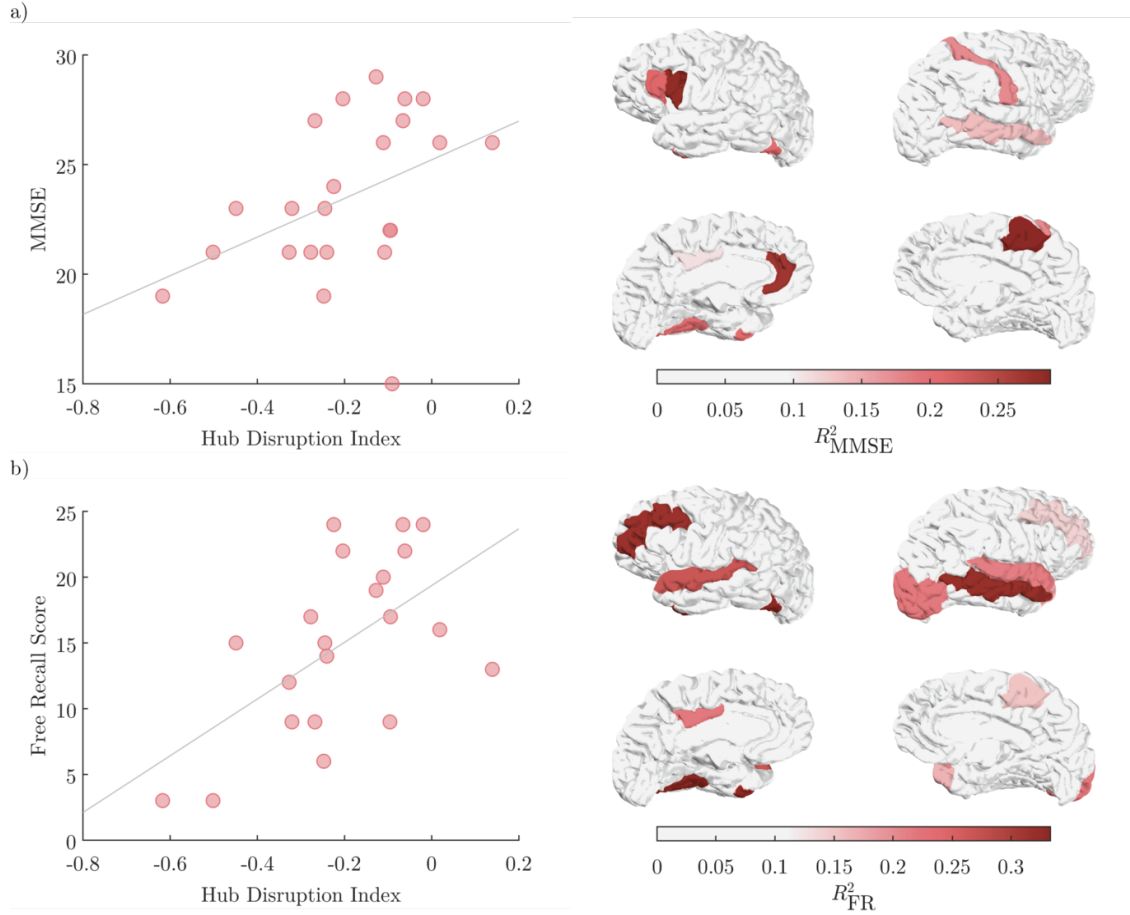 a)
30
25
20
15
MMSE
-0.8 -0.6 -0.4 -0.2 0 0.2
Hub Disruption Index
0 0.05 0.1 0.15 0.2 0.25
R²MMSE
b)
25
20
15
10
5
0
Free Recall Score
-0.8 -0.6 -0.4 -0.2 0 0.2
Hub Disruption Index
0 0.1 0.15 0.2 0.25 0.3
R²FR